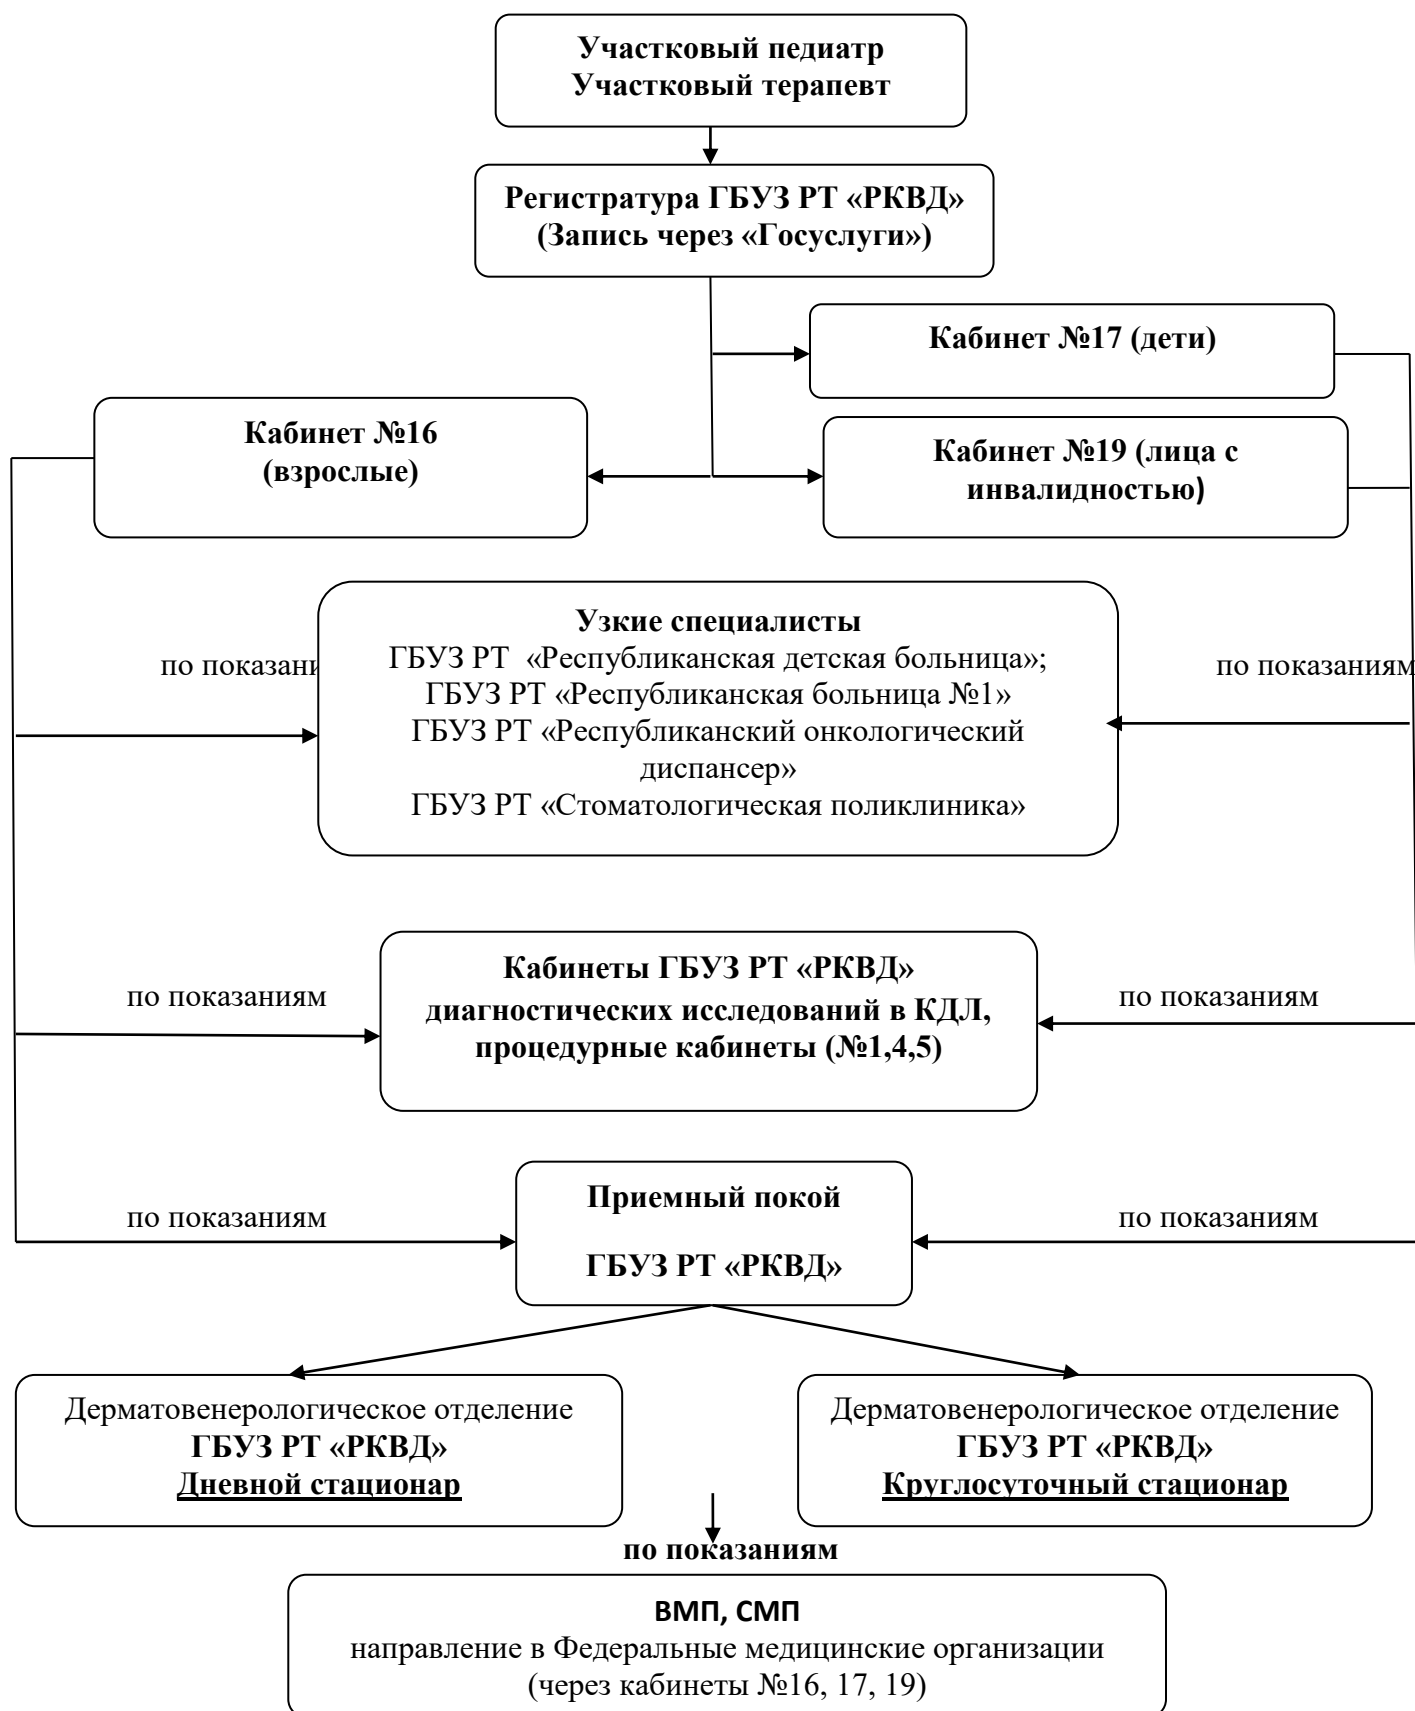 Участковый педиатр
Участковый терапевт
Регистратура ГБУЗ РТ «РКВД»
(Запись через «Госуслуги»)
Кабинет №17 (дети)
Кабинет №16
(взрослые)
Кабинет №19 (лица с
инвалидностью)
Узкие специалисты
ГБУЗ РТ «Республиканская детская больница»;
ГБУЗ РТ «Республиканская больница №1»
ГБУЗ РТ «Республиканский онкологический
диспансер»
ГБУЗ РТ «Стоматологическая поликлиника»
по показани
по показаниям
Кабинеты ГБУЗ РТ «РКВД»
диагностических исследований в КДЛ,
процедурные кабинеты (№1,4,5)
по показаниям
по показаниям
Приемный покой
ГБУЗ РТ «РКВД»
по показаниям
по показаниям
Дерматовенерологическое отделение
ГБУЗ РТ «РКВД»
Дневной стационар
Дерматовенерологическое отделение
ГБУЗ РТ «РКВД»
Круглосуточный стационар
по показаниям
ВМП, СМП
направление в Федеральные медицинские организации
(через кабинеты №16, 17, 19)